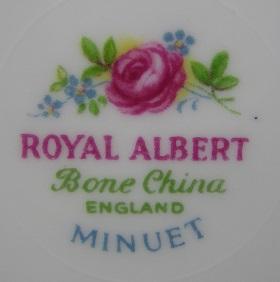 ROYAL ALBERT
Bone China
ENGLAND
MINUET